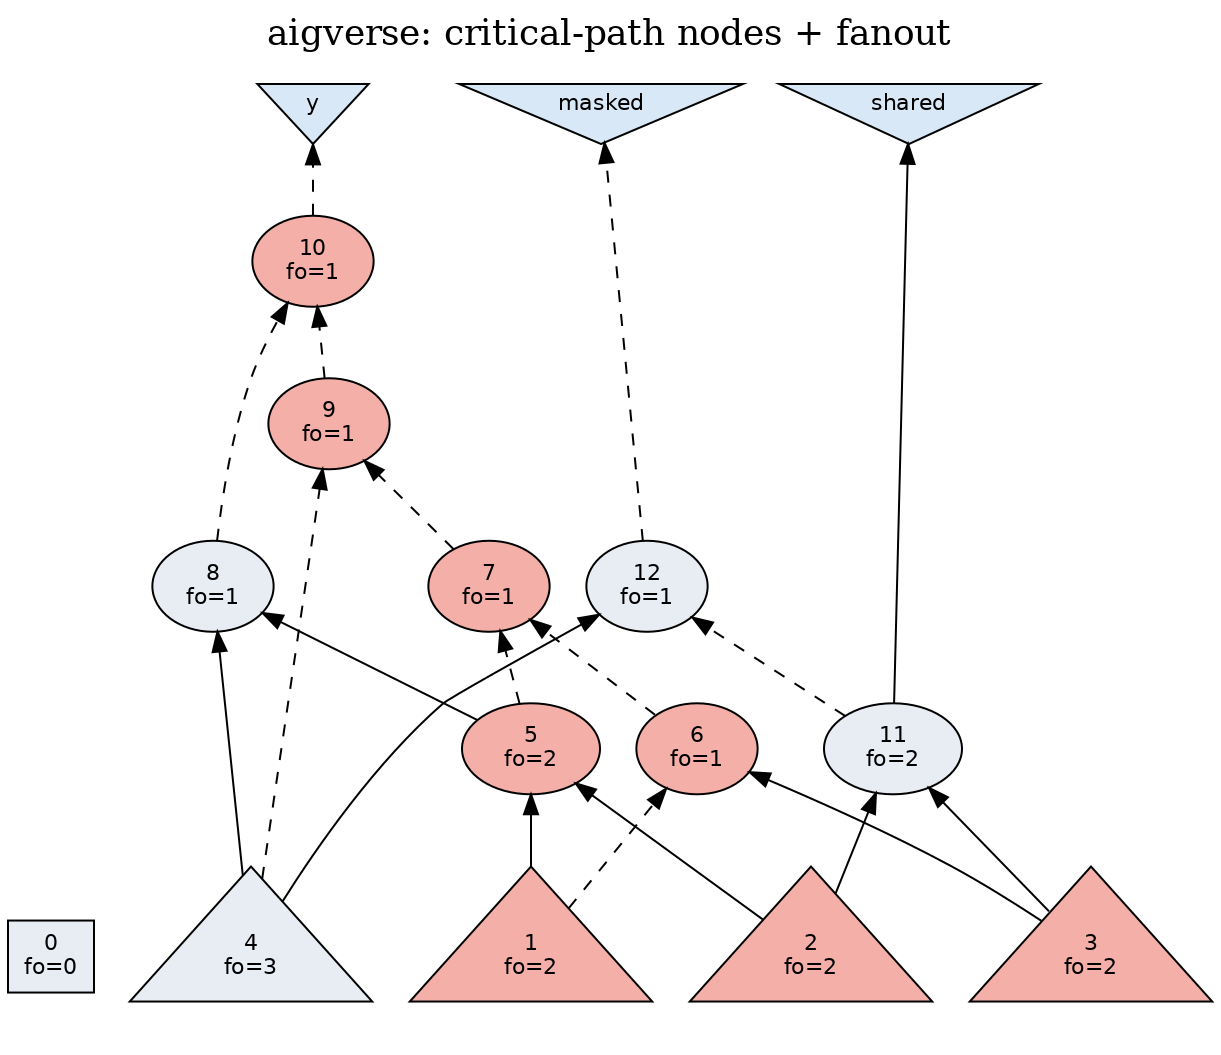 aigverse: critical-path nodes + fanout
y
masked
shared
10
fo=1
9
fo=1
8
fo=1
7
fo=1
12
fo=1
5
fo=2
6
fo=1
11
fo=2
0
fo=0
4
fo=3
1
fo=2
2
fo=2
3
fo=2